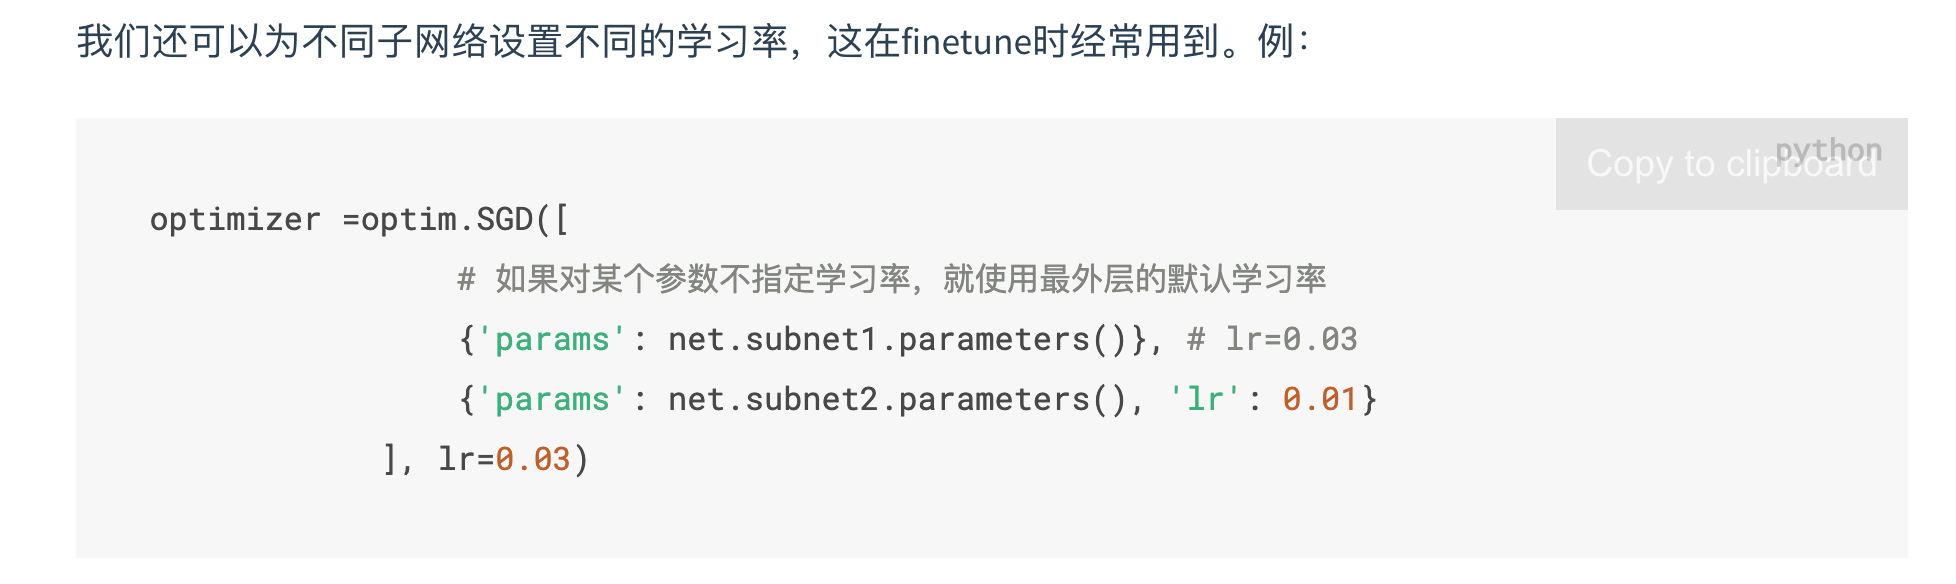 我们还可以为不同子网络设置不同的学习率，这在finetune时经常用到。例：
python
Copy to clipboard
optimizer =optim.SGD([
# 如果对某个参数不指定学习率，就使用最外层的默认学习率
{'params': net.subnet1.parameters()}, # lr=0.03
{'params': net.subnet2.parameters(), 'lr': 0.01}
], lr=0.03)